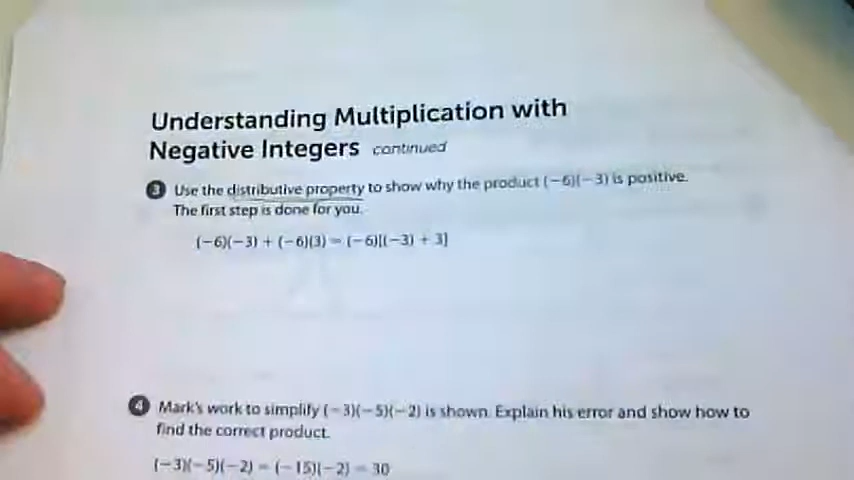 Understanding Multiplication with
Negative Integers continued
3 Use the distributive property to show why the product (−6)(−3) is positive.
The first step is done for you.
(−6)(−3) + (−6)(3) = (−6)[(−3) + 3]
4 Mark's work to simplify (−3)(−5)(−2) is shown. Explain his error and show how to
find the correct product.
(−3)(−5)(−2) = (−15)(−2) = 30